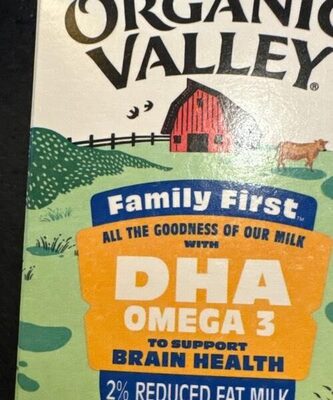 ORGANIC
VALLEY®
Family First™
ALL THE GOODNESS OF OUR MILK
WITH
DHA
OMEGA 3
TO SUPPORT
BRAIN HEALTH
2% REDUCED FAT MILK